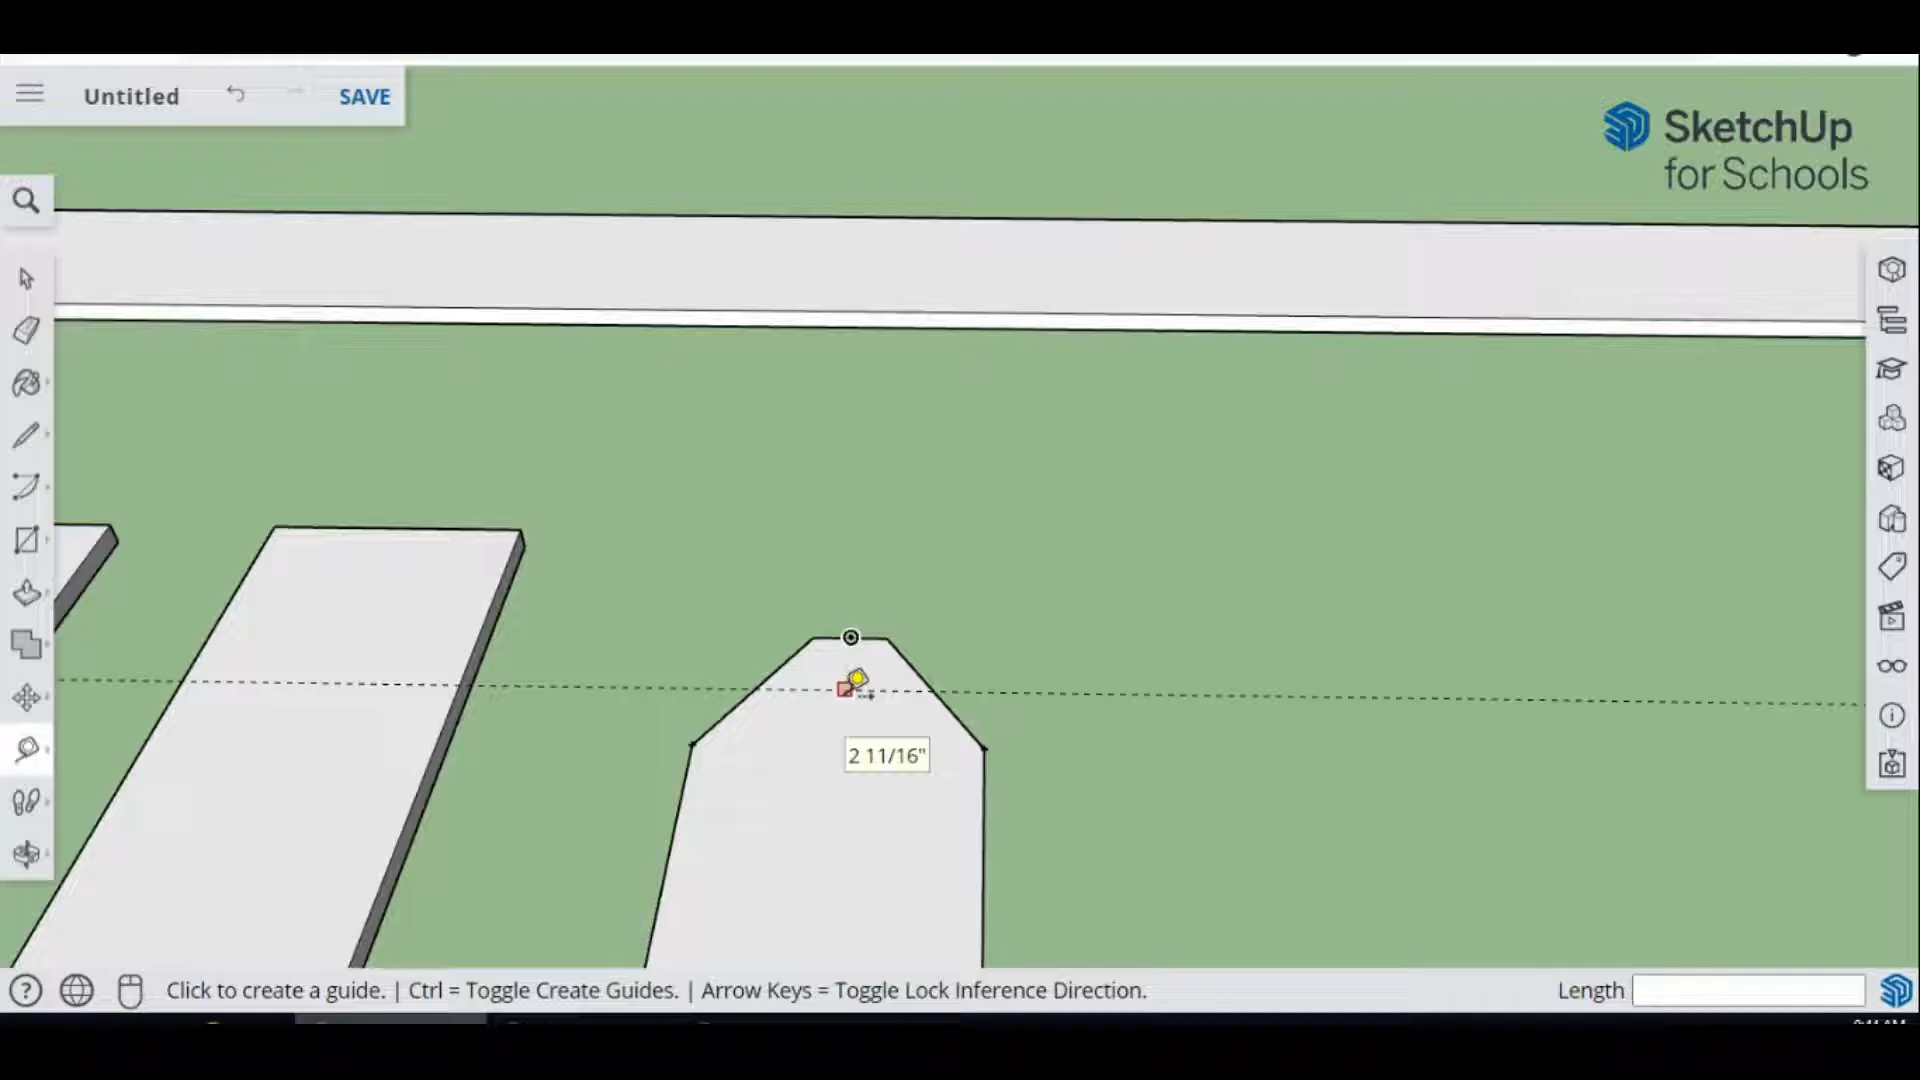 Untitled
SAVE
SketchUp
for Schools
2 11/16"
Click to create a guide. | Ctrl = Toggle Create Guides. | Arrow Keys = Toggle Lock Inference Direction.
Length